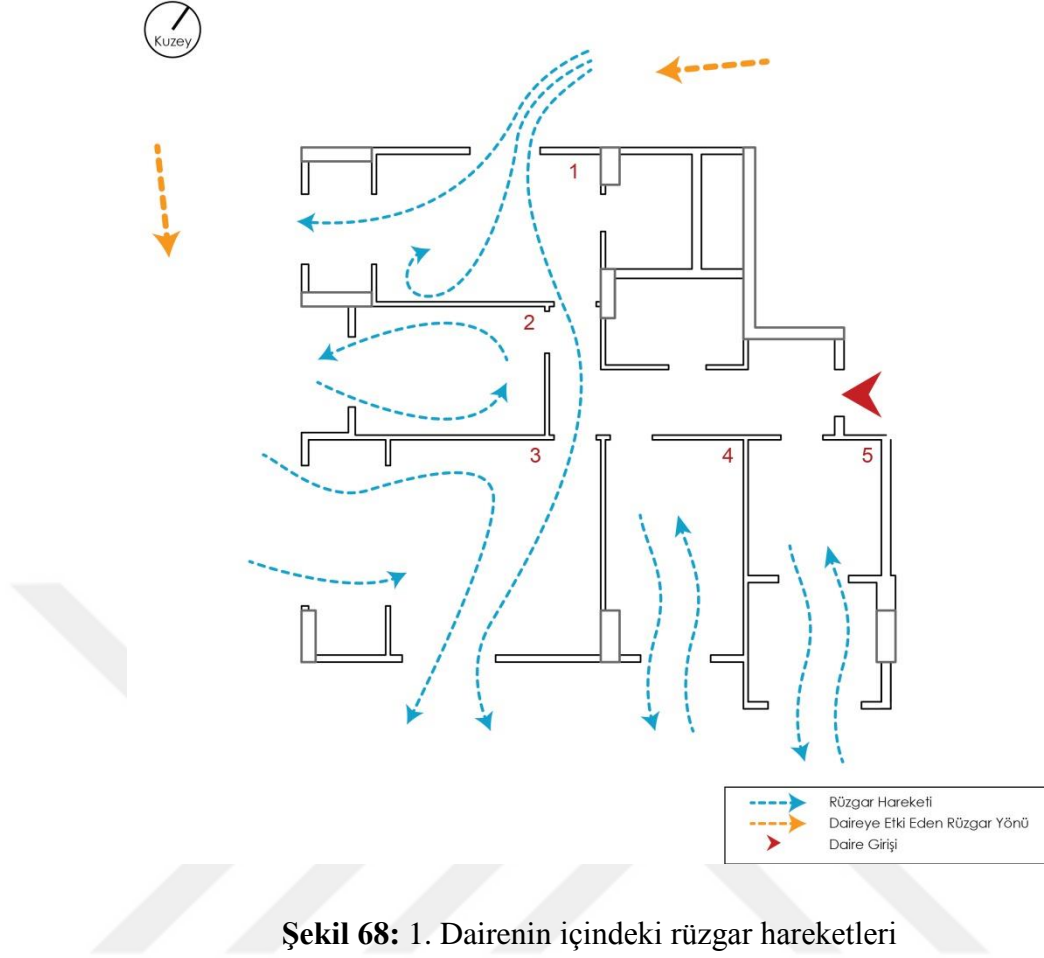 Kuzey
1
2
3
4
5
Rüzgar Hareketi
Daireye Etki Eden Rüzgar Yönü
Daire Girişi
Şekil 68: 1. Dairenin içindeki rüzgar hareketleri